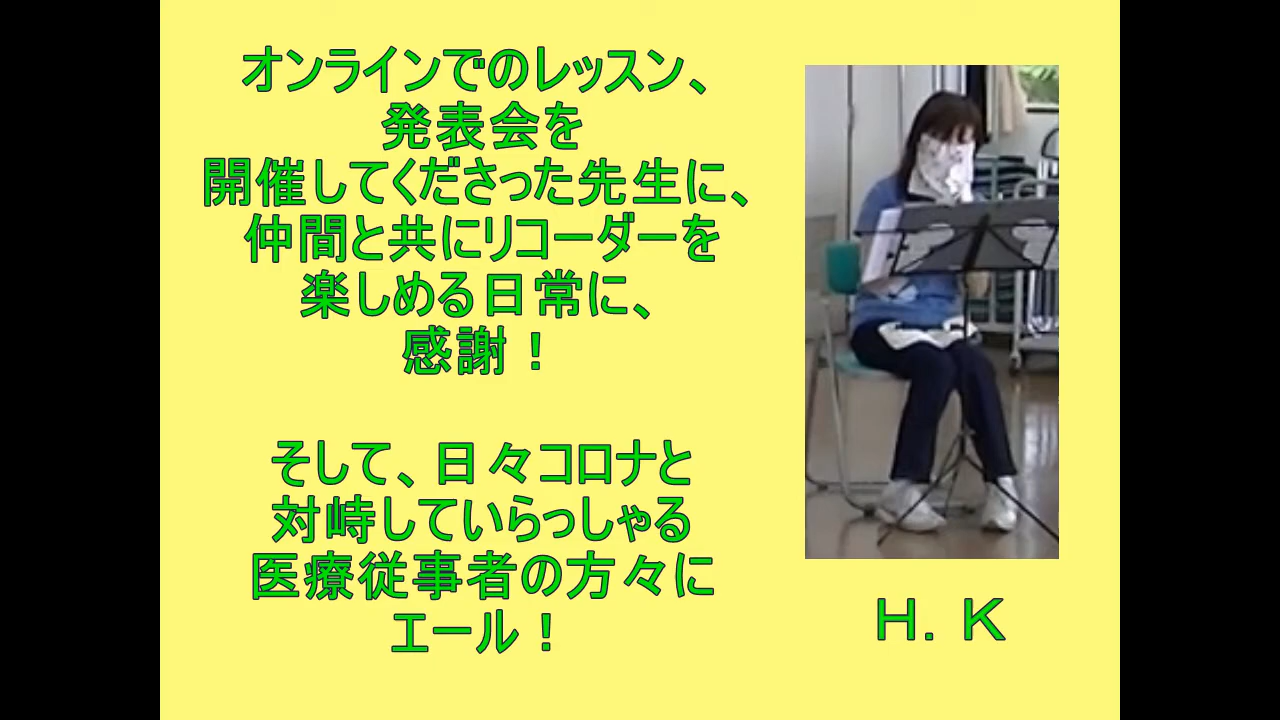 オンラインでのレッスン、
発表会を
開催してくださった先生に、
仲間と共にリコーダーを
楽しめる日常に、
感謝！
そして、日々コロナと
対峙していらっしゃる
医療従事者の方々に
エール！
Ｈ．Ｋ